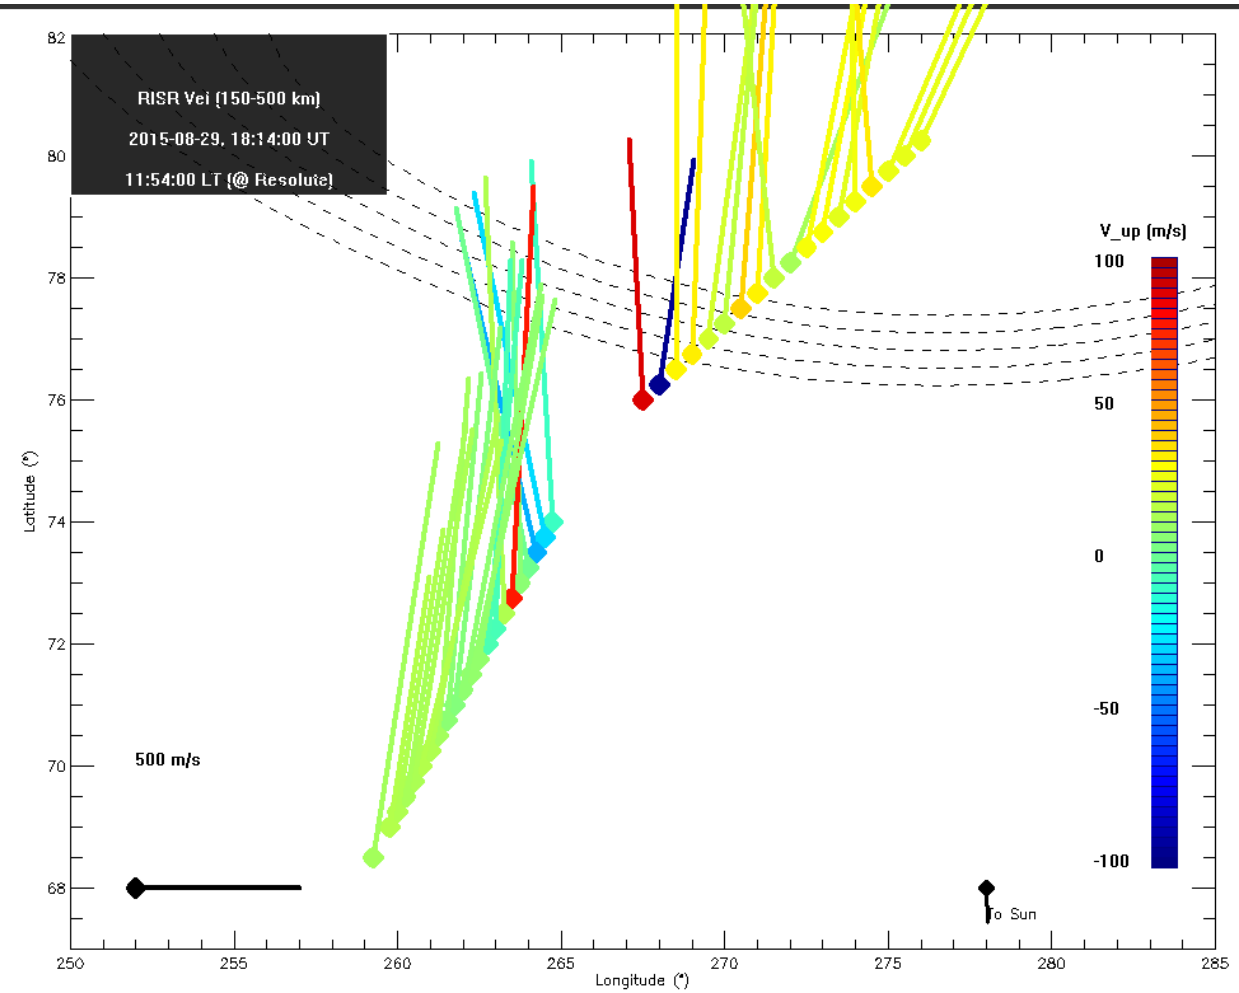 82
RISR Vei (150-500 km)
2015-08-29, 18:14:00 UT
11:54:00 LT (@ Resolute)
80
V_up (m/s)
100
78
76
50
Latitude (°)
74
0
72
-50
70
500 m/s
-100
68
To Sun
250 255 260 265 270 275 280 285
Longitude (°)